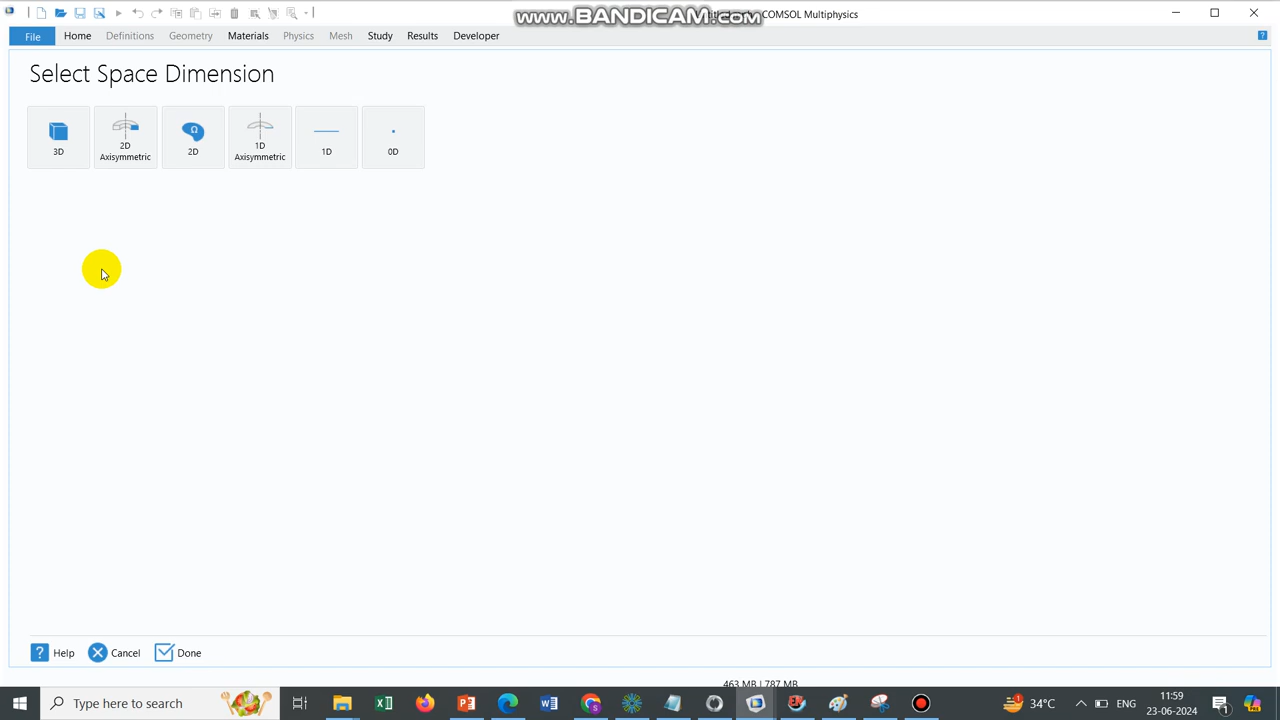 www.BANDICAM.com
COMSOL Multiphysics
File Home Definitions Geometry Materials Physics Mesh Study Results Developer
Select Space Dimension
3D
2D
Axisymmetric
2D
1D
Axisymmetric
1D
0D
Help Cancel Done
463 MB | 787 MB
Type here to search
34°C
ENG
11:59
23-06-2024